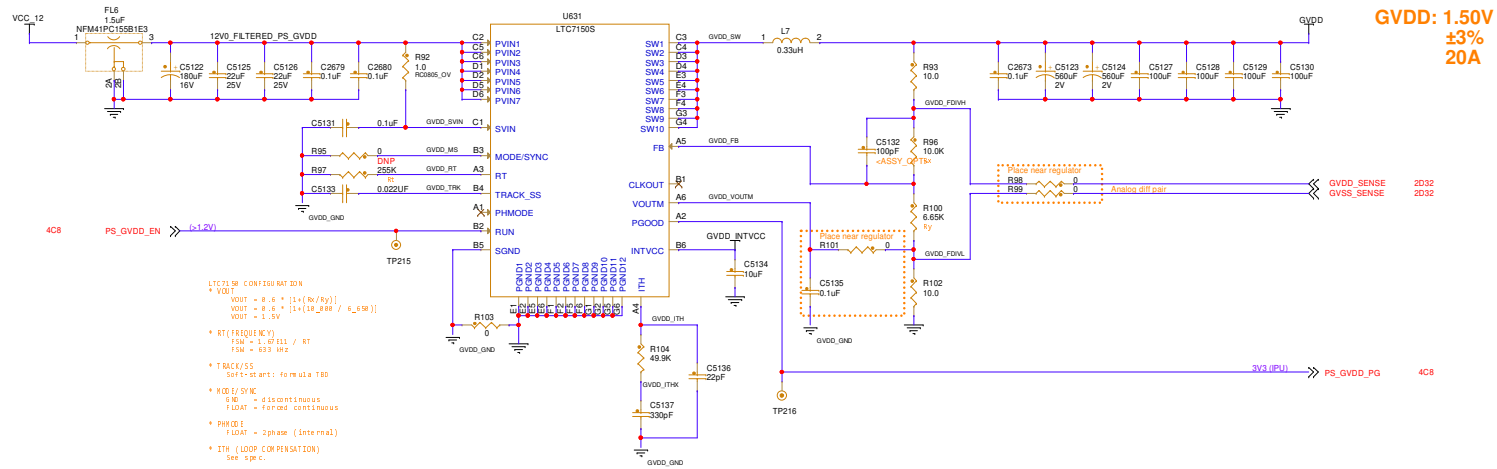 VCC_12
FL6
1.5uF
NFM41PC155B1E3
1
3
2A
2B
12V0_FILTERED_PS_GVDD
C5122
180uF
16V
C5125
22uF
25V
C5126
22uF
25V
C2679
0.1uF
C2680
0.1uF
R92
1.0
RC0805_OV
U631
LTC7150S
C2 PVIN1
C5 PVIN2
C6 PVIN3
D1 PVIN4
D2 PVIN5
D5 PVIN6
D6 PVIN7
C5131 0.1uF GVDD_SVIN C1 SVIN
R95 0 GVDD_MS B3 MODE/SYNC
DNP
R97 255K GVDD_RT A3 RT
Rt
C5133 0.022UF GVDD_TRK B4 TRACK_SS
GVDD_GND
A1 PHMODE
4C8 PS_GVDD_EN (>1.2V) B2 RUN
TP215
B5 SGND
R103
0
GVDD_GND
E1 PGND1
E2 PGND2
E5 PGND3
E6 PGND4
F1 PGND5
F2 PGND6
F5 PGND7
F6 PGND8
G1 PGND9
G2 PGND10
G5 PGND11
G6 PGND12
A4 ITH
SW1 C3
SW2 C4
SW3 D3
SW4 D4
SW5 E3
SW6 E4
SW7 F3
SW8 F4
SW9 G3
SW10 G4
FB A5 GVDD_FB
CLKOUT B1
VOUTM A6 GVDD_VOUTM
PGOOD A2
INTVCC B6 GVDD_INTVCC
C5134
10uF
GVDD_SW
L7
1
2
0.33uH
R93
10.0
GVDD_FDIVH
C5132
100pF
R96
10.0K
R100
6.65K
Ry
GVDD_FDIVL
R102
10.0
Place near regulator
R101 0
C5135
0.1uF
GVDD_GND
GVDD
C2673
0.1uF
C5123
560uF
2V
C5124
560uF
2V
C5127
100uF
C5128
100uF
C5129
100uF
C5130
100uF
GVDD: 1.50V
±3%
20A
Place near regulator
R98 0
R99 0
Analog diff pair
GVDD_SENSE 2D32
GVSS_SENSE 2D32
3V3 (IPU) PS_GVDD_PG 4C8
TP216
GVDD_ITH
R104
49.9K
C5136
22pF
GVDD_ITHX
C5137
330pF
GVDD_GND
LTC7150 CONFIGURATION
* VOUT
VOUT = 0.6 * [1+(Rx/Ry)]
VOUT = 0.6 * [1+(10_000 / 6_650)]
VOUT = 1.5V
* RT(FREQUENCY)
FSW = 1.67E11 / RT
FSW = 633 kHz
* TRACK/SS
Soft-start: formula TBD
* MODE/SYNC
GND = discontinuous
FLOAT = forced continuous
* PHMODE
FLOAT = 2phase (internal)
* ITH (LOOP COMPENSATION)
See spec.